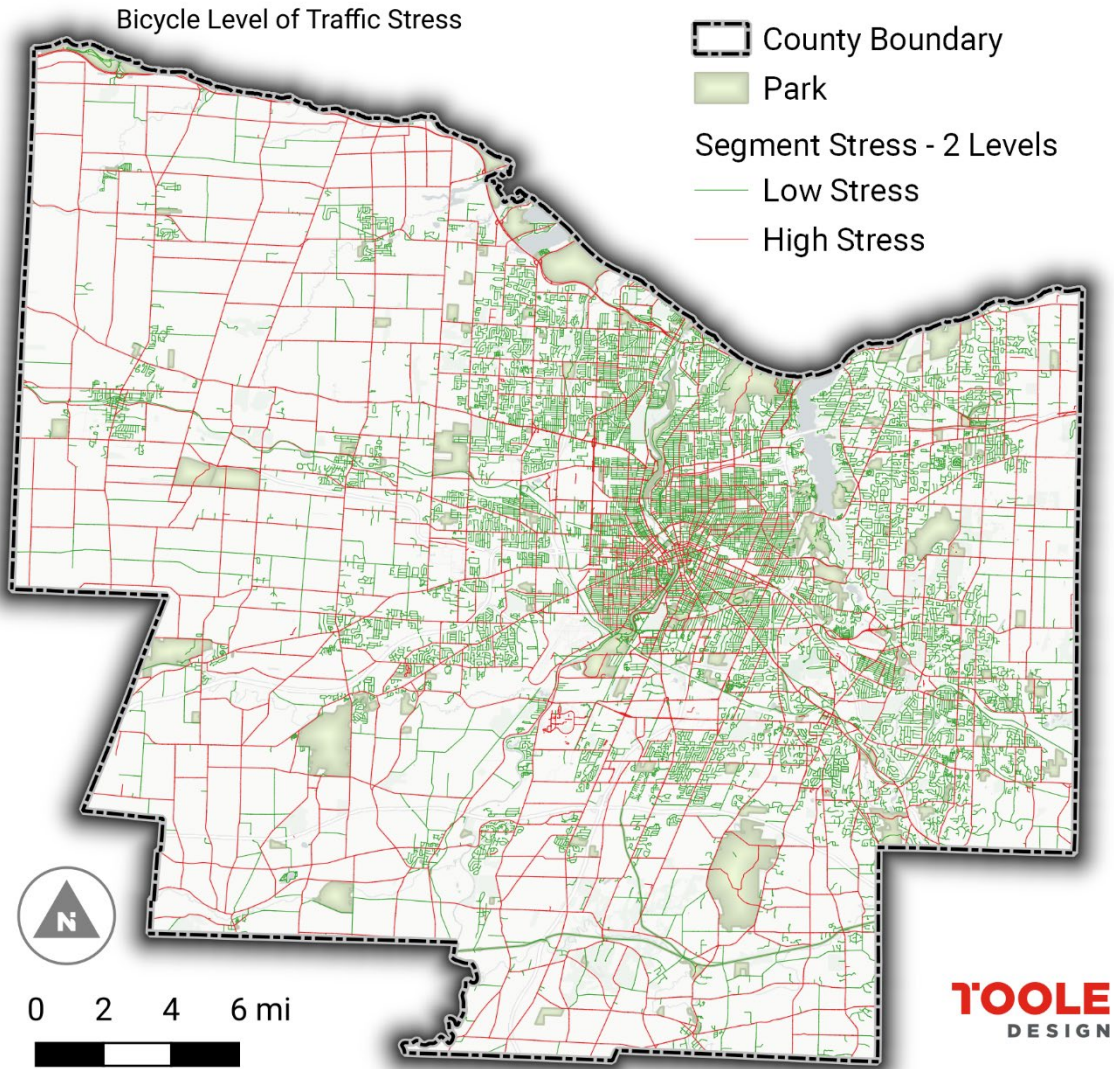 Bicycle Level of Traffic Stress
County Boundary
Park
Segment Stress - 2 Levels
Low Stress
High Stress
N
0 2 4 6 mi
TOOLE
DESIGN